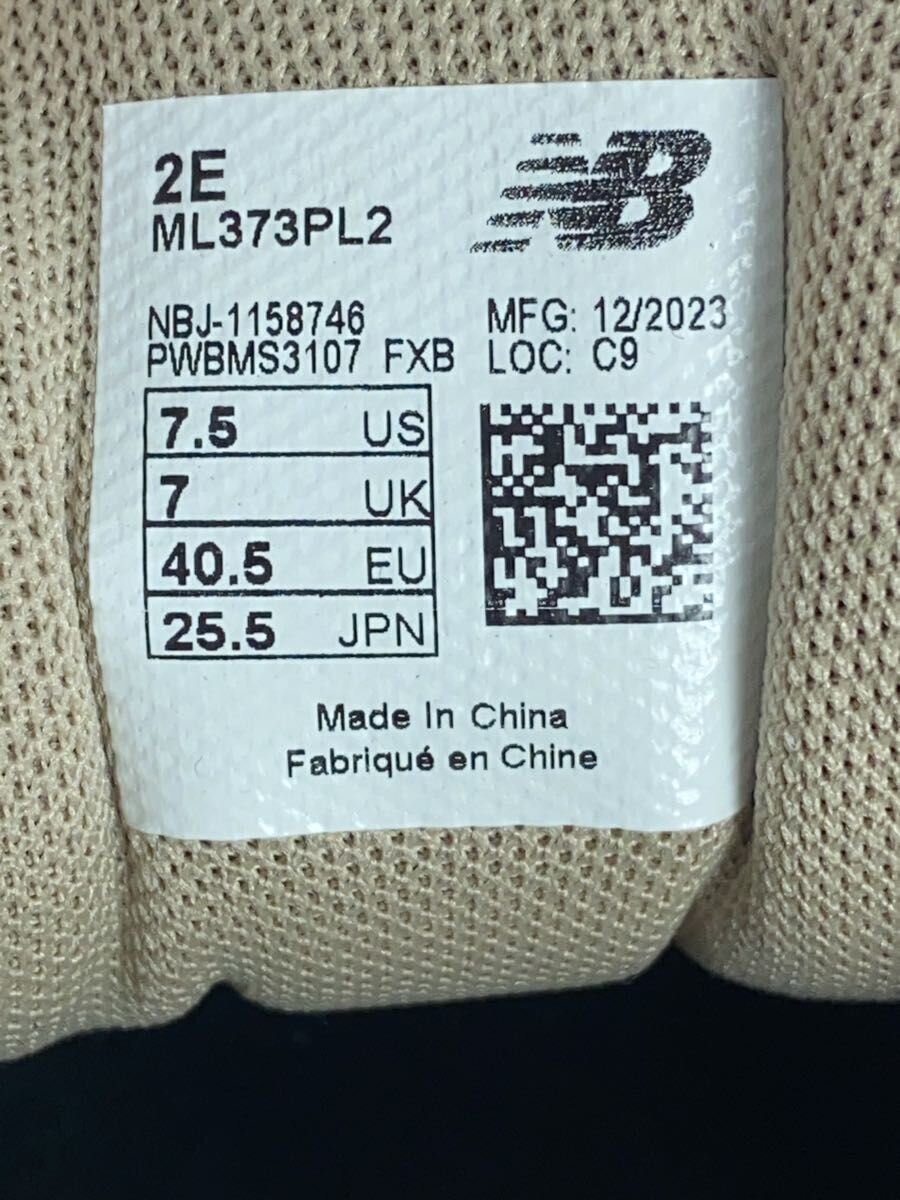 2E
ML373PL2
NB
NBJ-1158746
PWBMS3107 FXB
MFG: 12/2023
LOC: C9
7.5 US
7 UK
40.5 EU
25.5 JPN
Made In China
Fabriqué en Chine